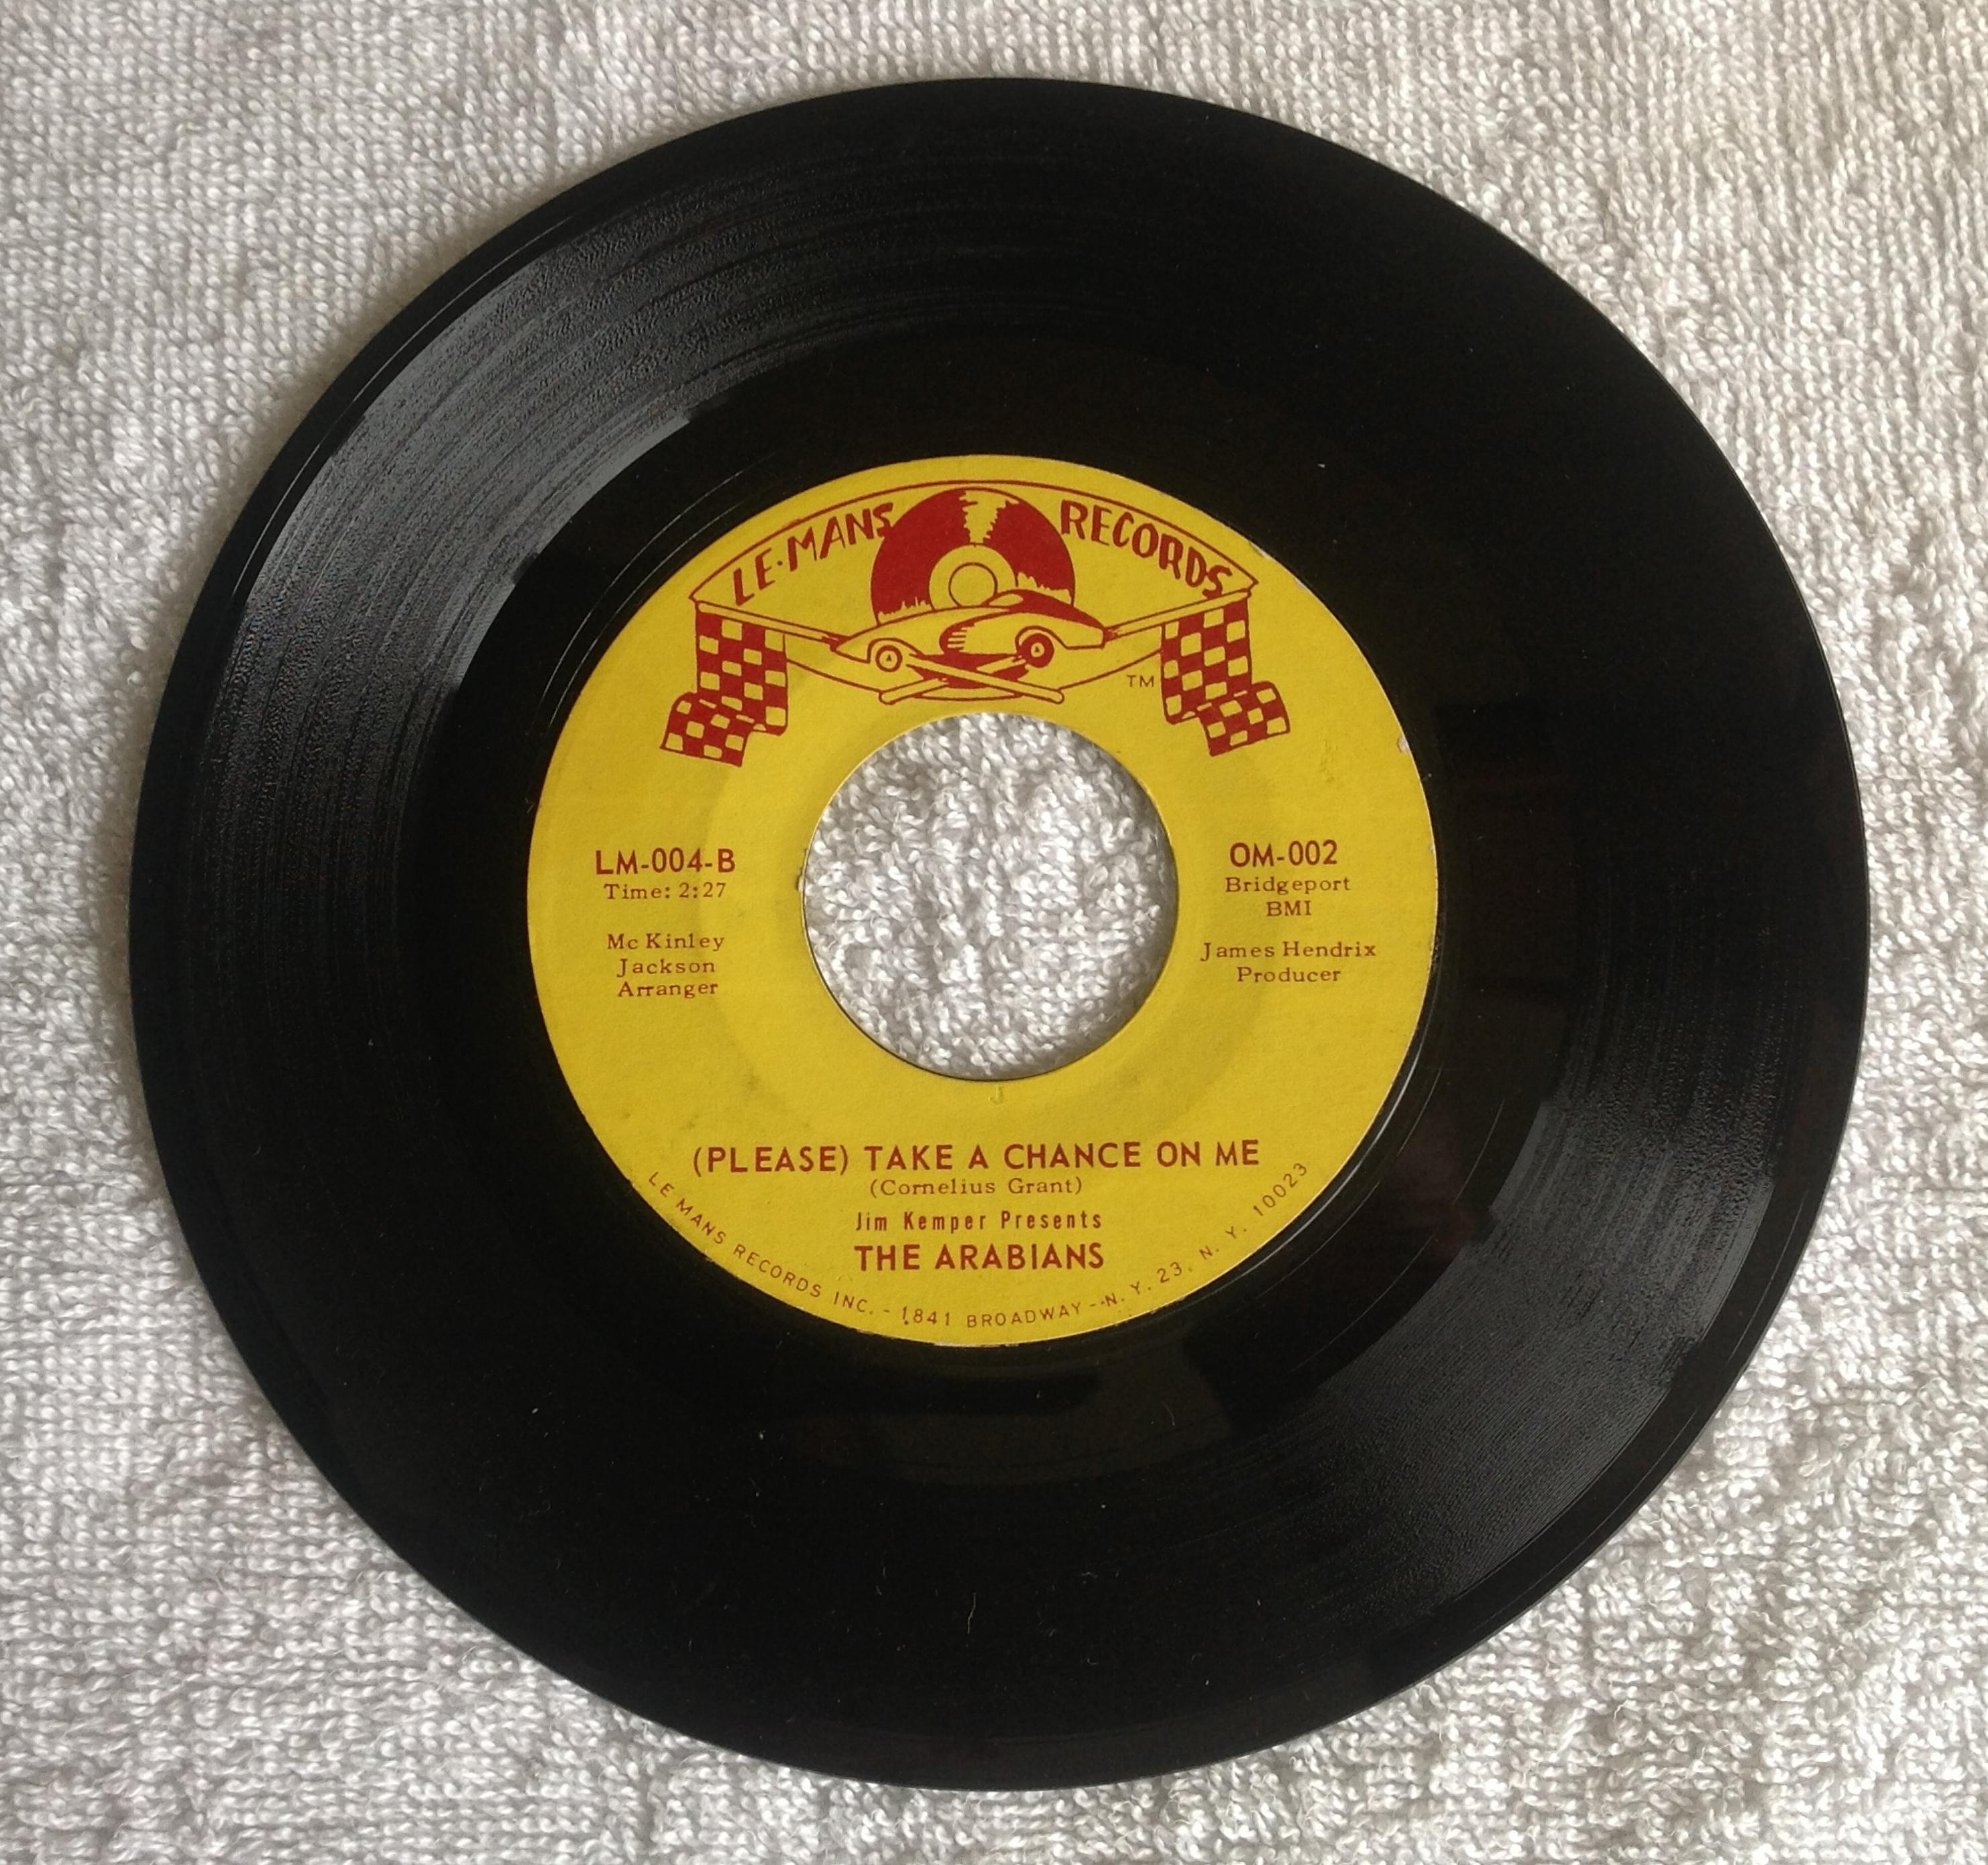 LE·MANS RECORDS
TM
LM-004-B
Time: 2:27
Mc Kinley
Jackson
Arranger
OM-002
Bridgeport
BMI
James Hendrix
Producer
(PLEASE) TAKE A CHANCE ON ME
(Cornelius Grant)
Jim Kemper Presents
THE ARABIANS
LE MANS RECORDS INC. - 1841 BROADWAY - N. Y. 23, N. Y. 10023